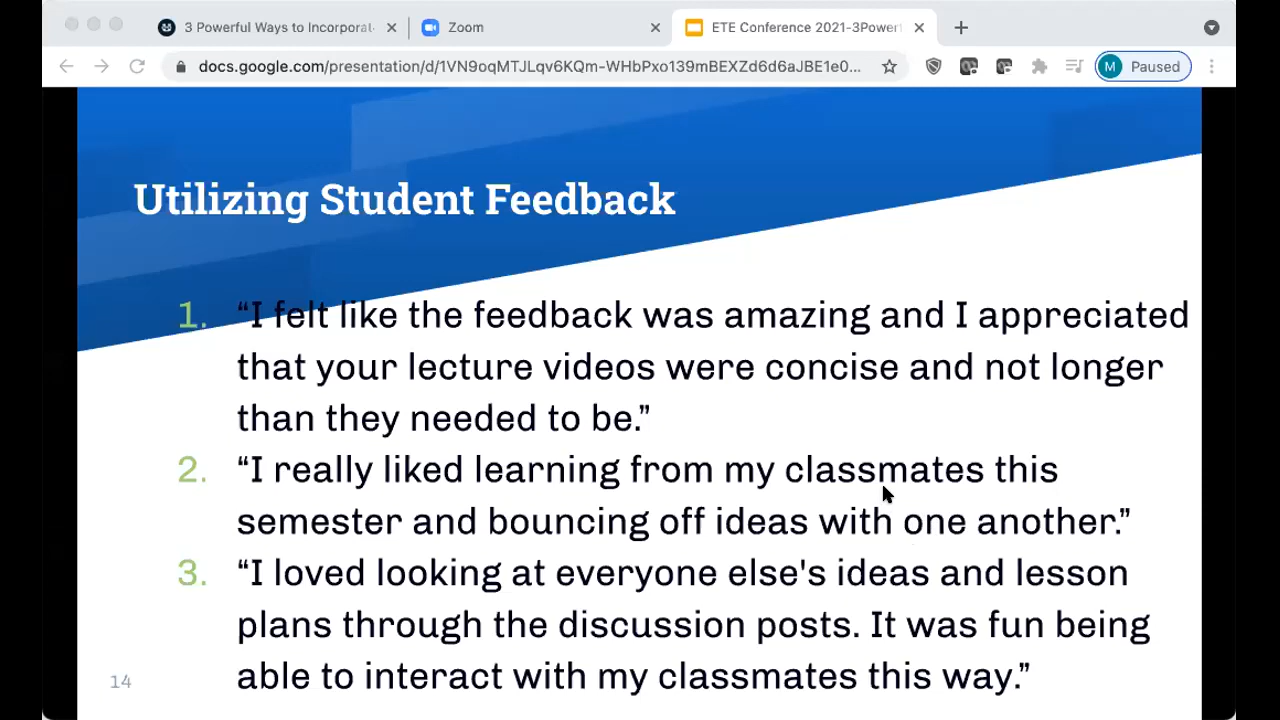 3 Powerful Ways to Incorporat
Zoom
ETE Conference 2021-3Powerf
docs.google.com/presentation/d/1VN9oqMTJLqv6KQm-WHbPxo139mBEXZd6d6aJBE1e0...
M Paused
Utilizing Student Feedback
1. “I felt like the feedback was amazing and I appreciated
that your lecture videos were concise and not longer
than they needed to be.”
2. “I really liked learning from my classmates this
semester and bouncing off ideas with one another.”
3. “I loved looking at everyone else's ideas and lesson
plans through the discussion posts. It was fun being
able to interact with my classmates this way.”
14